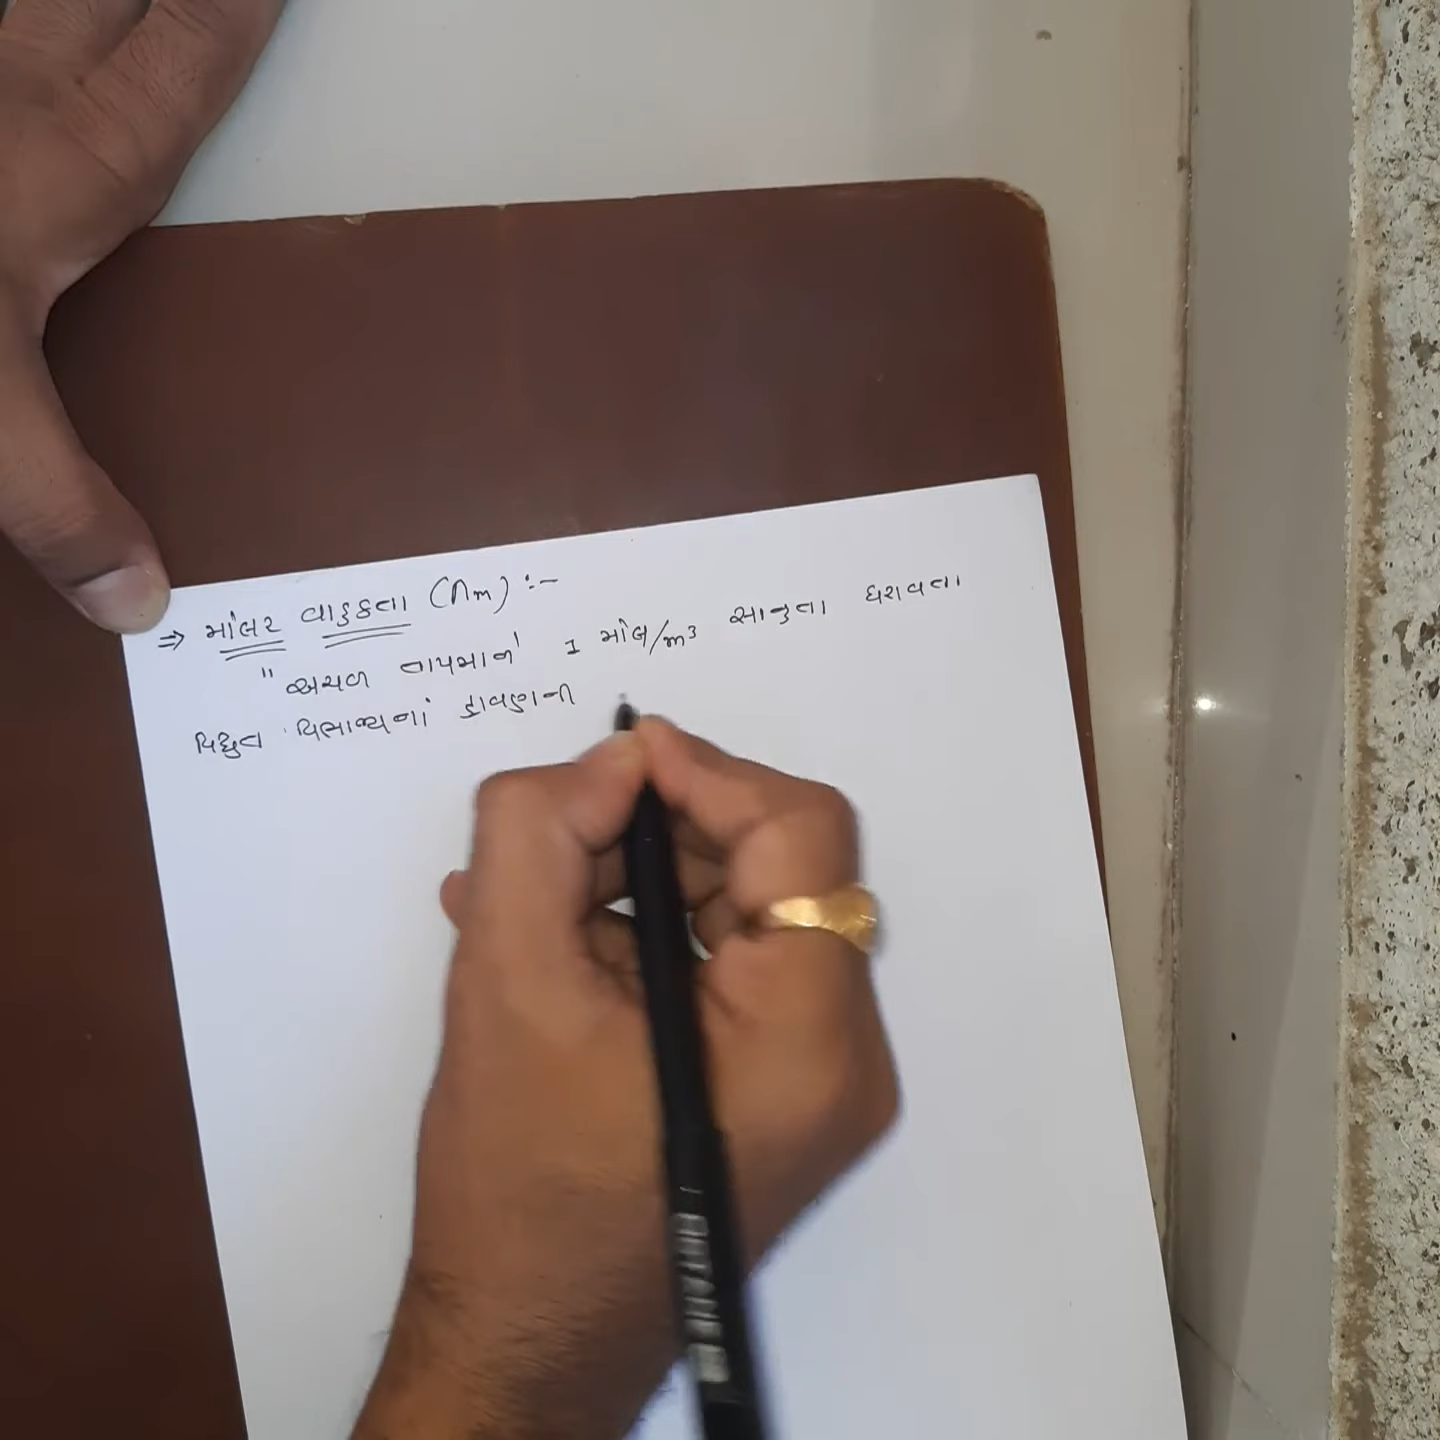 ⇒ મોલર વાહકતા (Λm) :-
" અચળ તાપમાને 1 મોલ/m³ સાંદ્રતા ધરાવતા
વિદ્યુત વિભાજ્યનાં દ્રાવણની